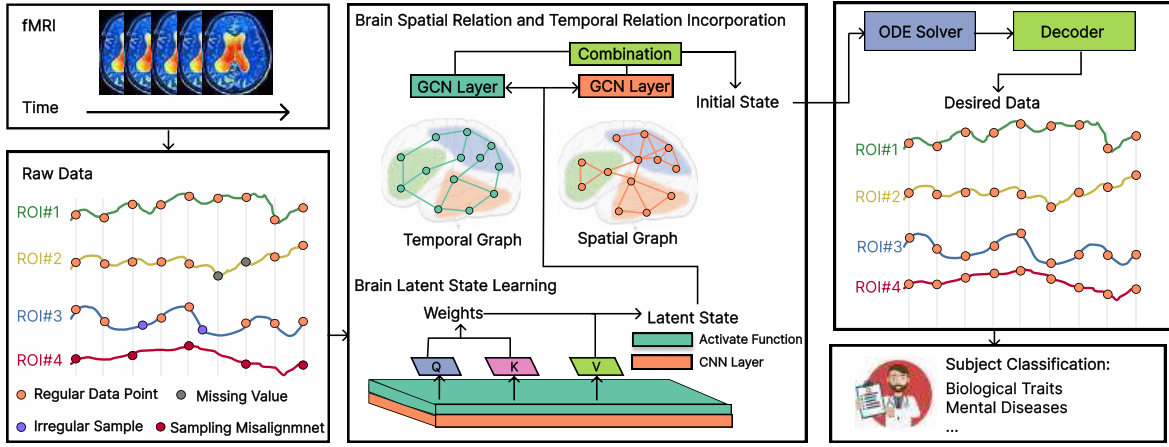 fMRI
Time
Raw Data
ROI#1
ROI#2
ROI#3
ROI#4
Regular Data Point
Missing Value
Irregular Sample
Sampling Misalignmnet
Brain Spatial Relation and Temporal Relation Incorporation
Combination
GCN Layer
GCN Layer
Initial State
Temporal Graph
Spatial Graph
Brain Latent State Learning
Weights
Latent State
Activate Function
CNN Layer
Q
K
V
ODE Solver
Decoder
Desired Data
ROI#1
ROI#2
ROI#3
ROI#4
Subject Classification:
Biological Traits
Mental Diseases
...